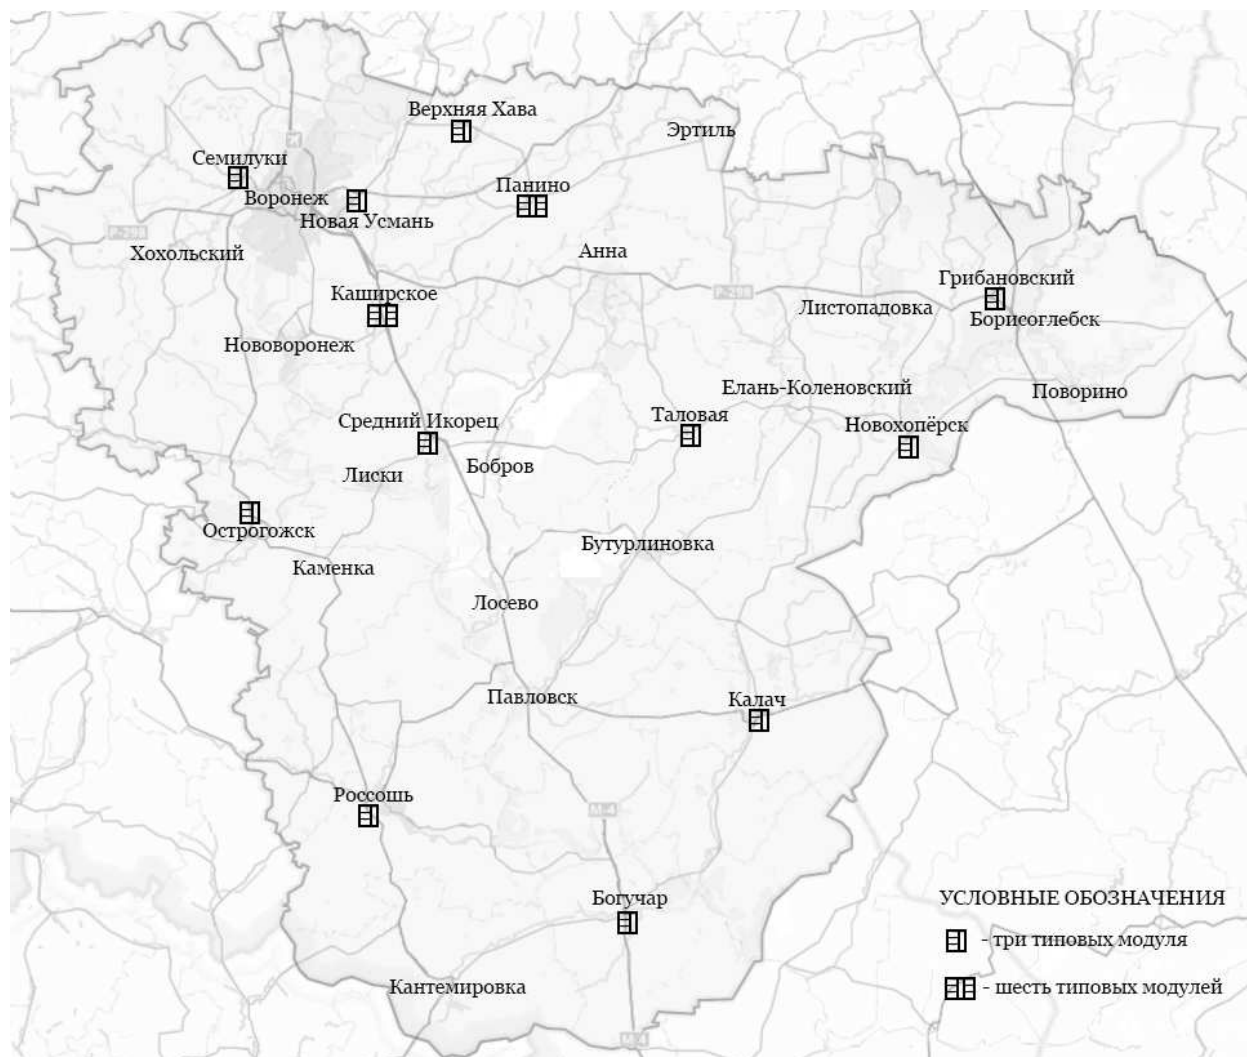 Верхняя Хава
Эртиль
Семилуки
Панино
Воронеж
Новая Усмань
Хохольский
Анна
Грибановский
Каширское
Листопадовка
Борисоглебск
Нововоронеж
Елань-Коленовский
Поворино
Таловая
Средний Икорец
Новохопёрск
Бобров
Лиски
Острогожск
Бутурлиновка
Каменка
Лосево
Павловск
Калач
Россошь
М-4
Богучар
УСЛОВНЫЕ ОБОЗНАЧЕНИЯ
- три типовых модуля
Кантемировка
- шесть типовых модулей